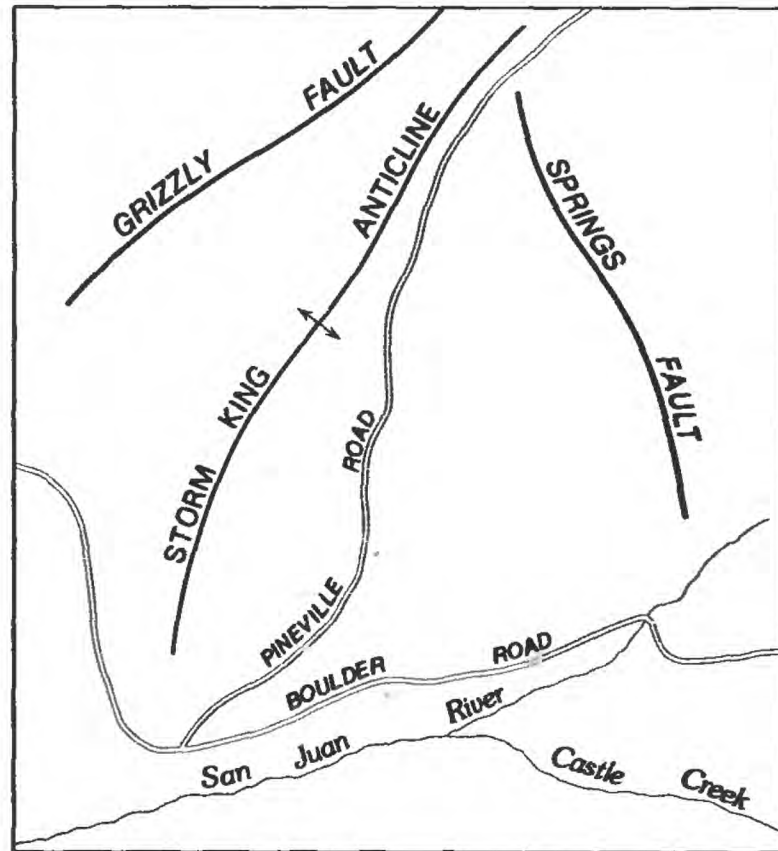 GRIZZLY FAULT
STORM KING ANTICLINE
SPRINGS FAULT
PINEVILLE ROAD
BOULDER ROAD
San Juan River
Castle Creek